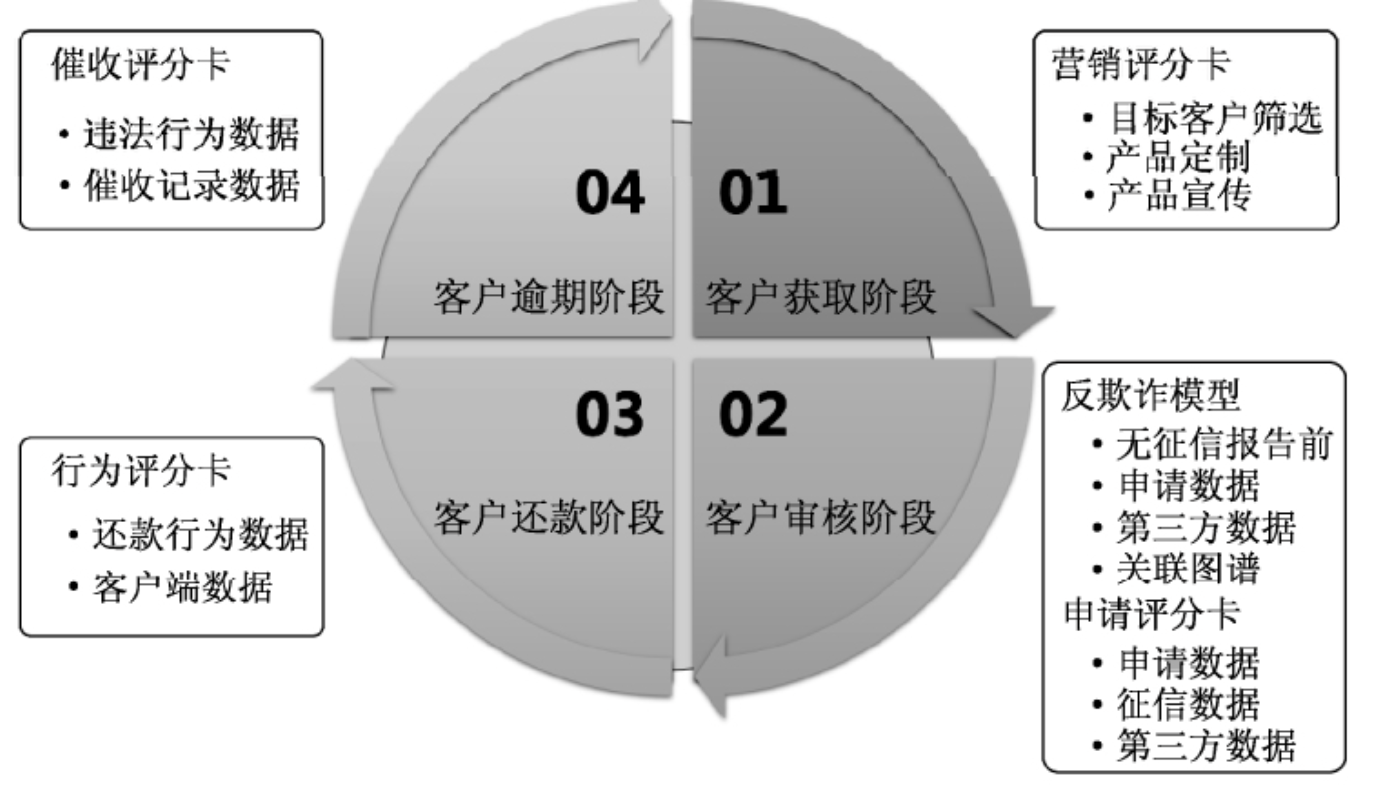 催收评分卡
• 违法行为数据
• 催收记录数据
04
客户逾期阶段
01
客户获取阶段
营销评分卡
• 目标客户筛选
• 产品定制
• 产品宣传
行为评分卡
• 还款行为数据
• 客户端数据
03
客户还款阶段
02
客户审核阶段
反欺诈模型
• 无征信报告前
• 申请数据
• 第三方数据
• 关联图谱
申请评分卡
• 申请数据
• 征信数据
• 第三方数据